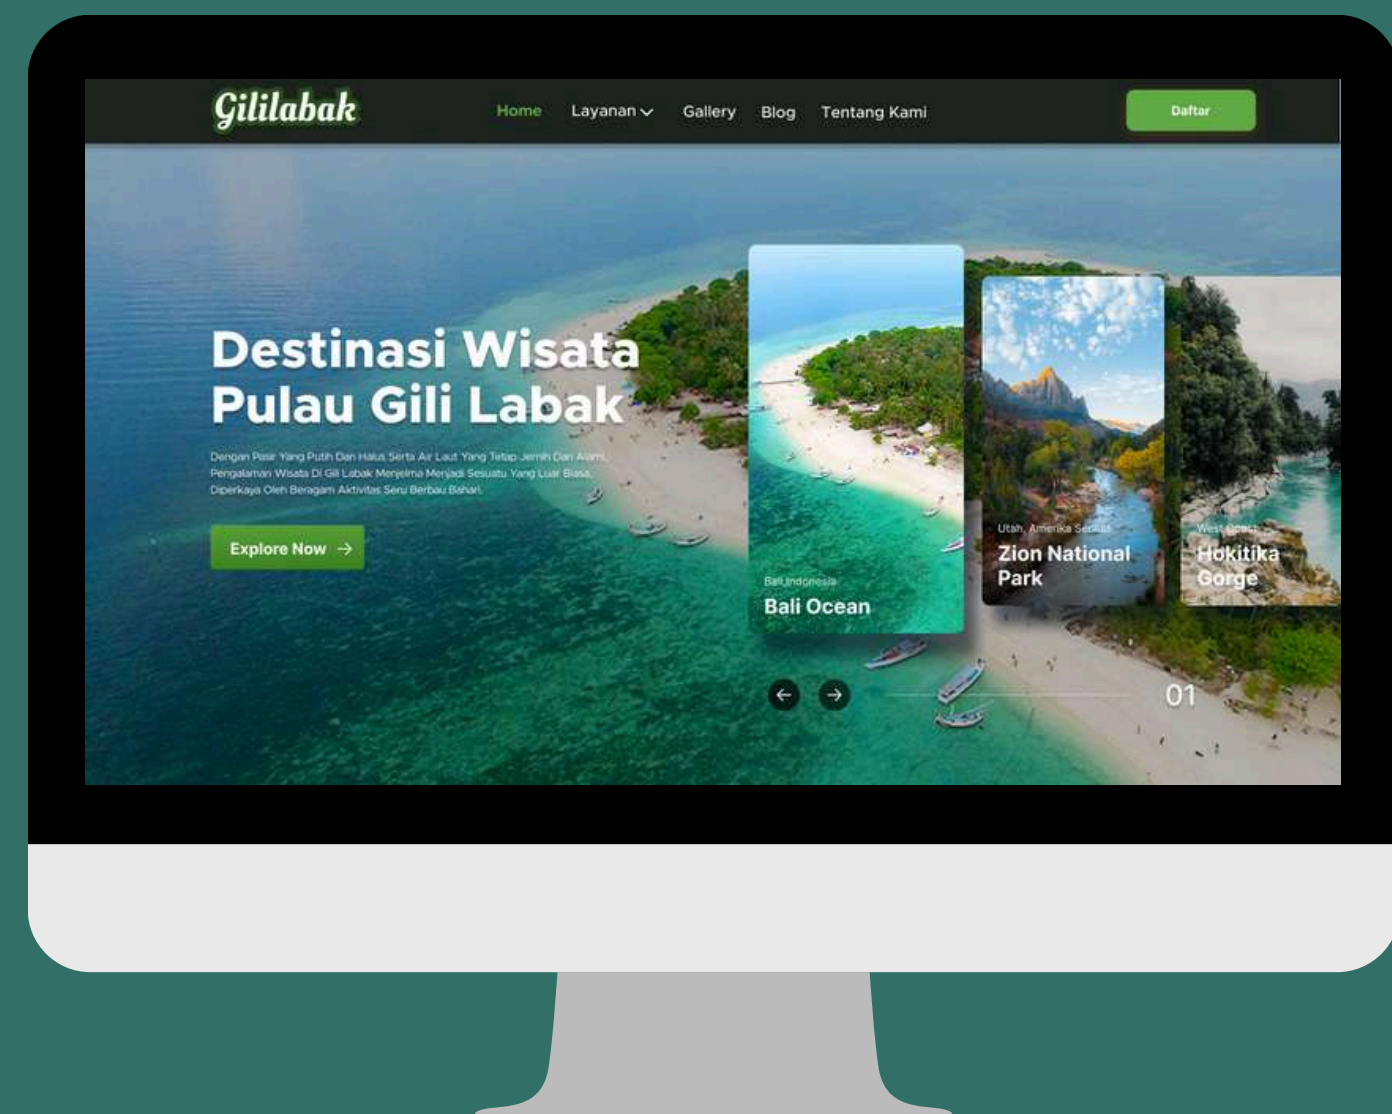 Gililabak
Home Layanan Gallery Blog Tentang Kami
Daftar
Destinasi Wisata
Pulau Gili Labak
Dengan Pasir Yang Putih Dan Halus Serta Air Laut Yang Tetap Jernih Dan Alami,
Pengalaman Wisata Di Gili Labak Menjelma Menjadi Sesuatu Yang Luar Biasa,
Diperkaya Oleh Beragam Aktivitas Seru Berbau Bahari.
Explore Now →
Bali,Indonesia
Bali Ocean
Utah, Amerika Serikat
Zion National
Park
West Coast
Hokitika
Gorge
01